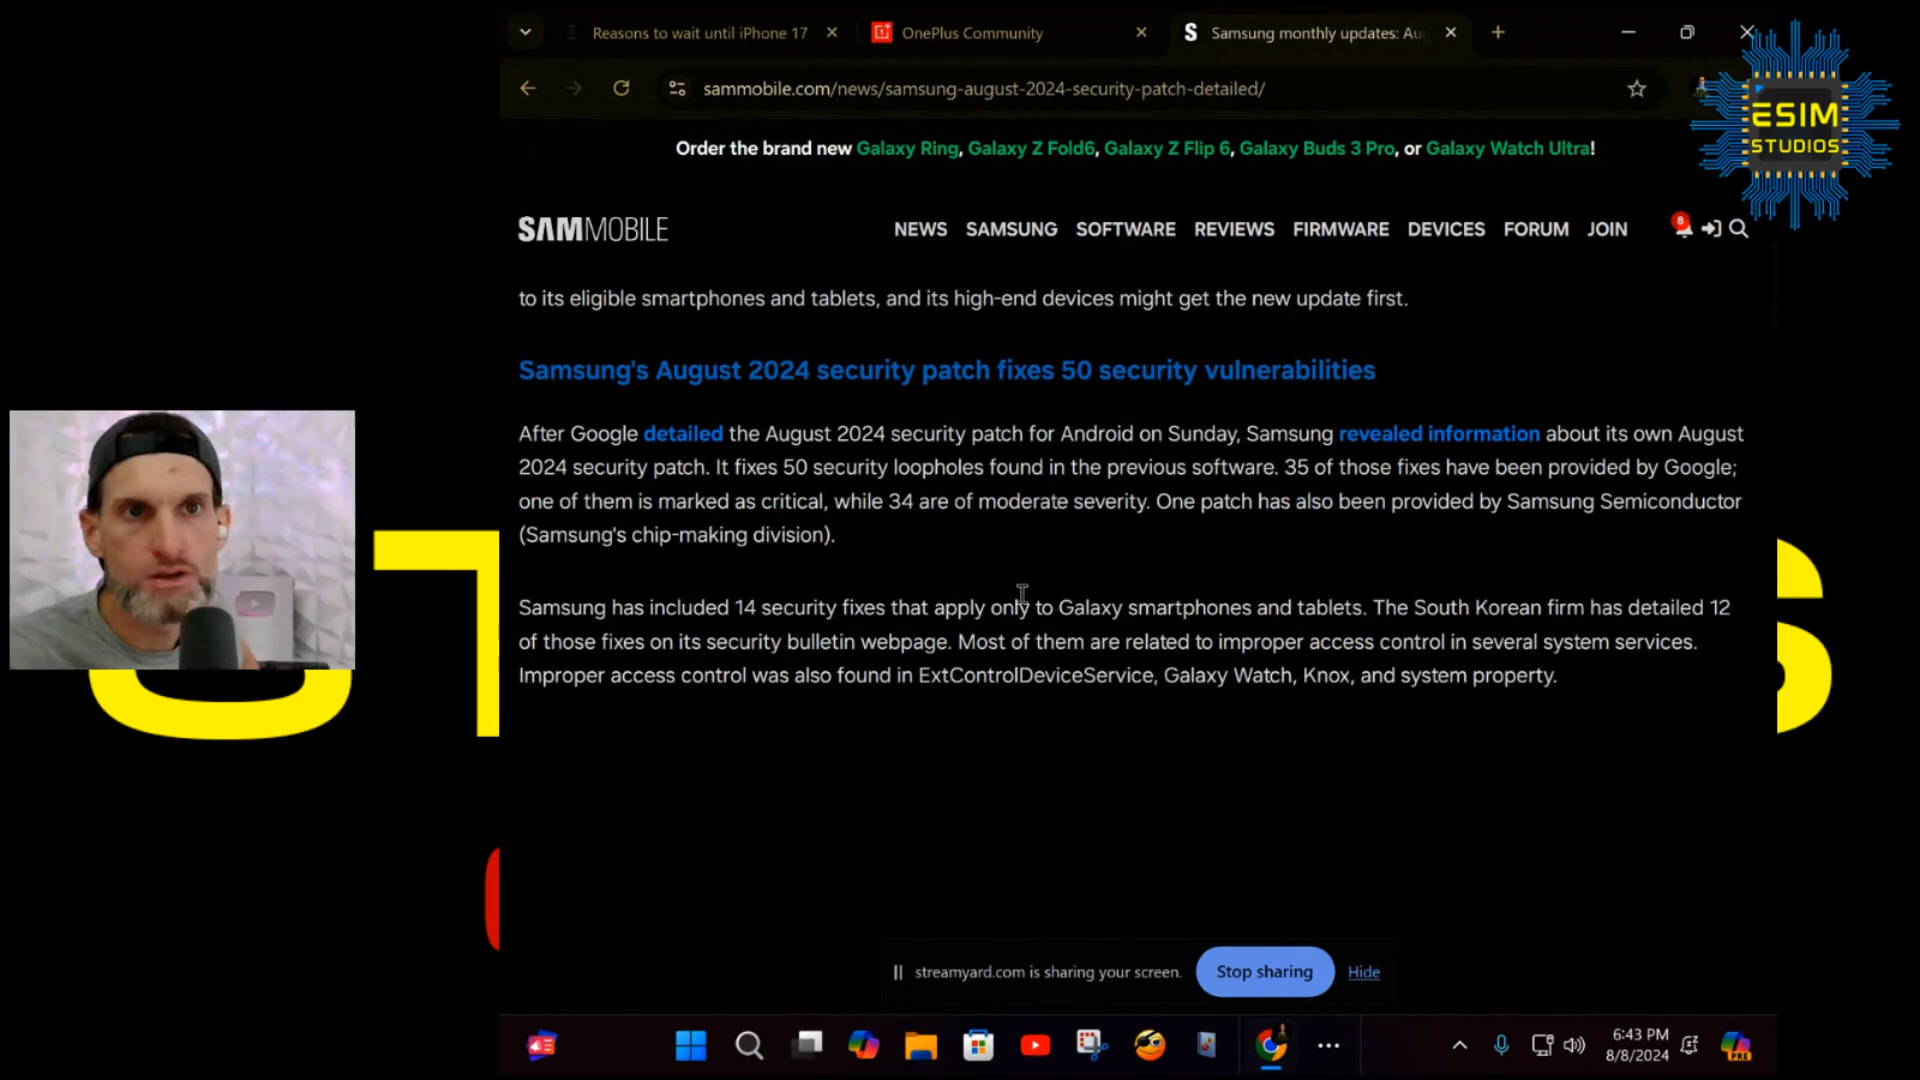 Reasons to wait until iPhone 17
OnePlus Community
Samsung monthly updates: Au
sammobile.com/news/samsung-august-2024-security-patch-detailed/
ESIM
STUDIOS
Order the brand new Galaxy Ring, Galaxy Z Fold6, Galaxy Z Flip 6, Galaxy Buds 3 Pro, or Galaxy Watch Ultra!
SAMMOBILE
NEWS SAMSUNG SOFTWARE REVIEWS FIRMWARE DEVICES FORUM JOIN
8
to its eligible smartphones and tablets, and its high-end devices might get the new update first.
Samsung's August 2024 security patch fixes 50 security vulnerabilities
After Google detailed the August 2024 security patch for Android on Sunday, Samsung revealed information about its own August
2024 security patch. It fixes 50 security loopholes found in the previous software. 35 of those fixes have been provided by Google;
one of them is marked as critical, while 34 are of moderate severity. One patch has also been provided by Samsung Semiconductor
(Samsung's chip-making division).
Samsung has included 14 security fixes that apply only to Galaxy smartphones and tablets. The South Korean firm has detailed 12
of those fixes on its security bulletin webpage. Most of them are related to improper access control in several system services.
Improper access control was also found in ExtControlDeviceService, Galaxy Watch, Knox, and system property.
streamyard.com is sharing your screen.
Stop sharing
Hide
6:43 PM
8/8/2024
PRE